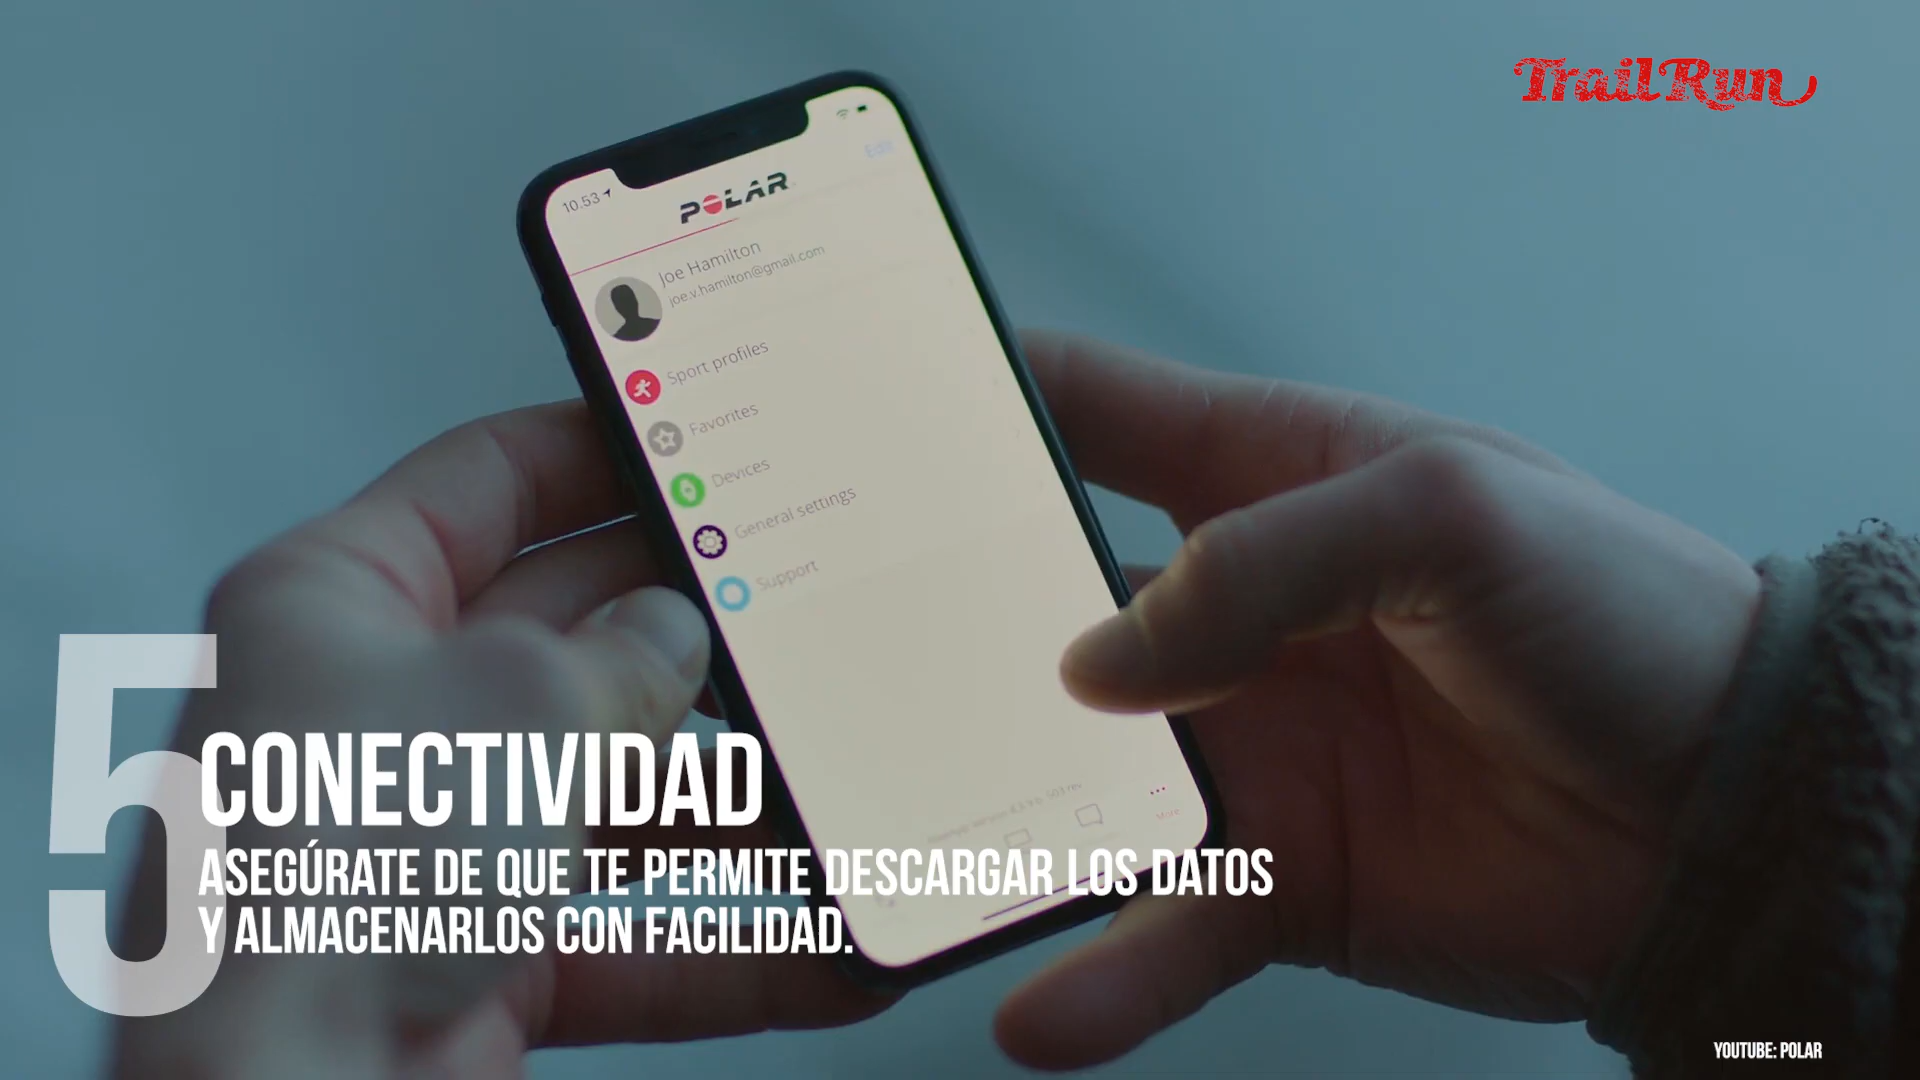 TrailRun
10.53
Edit
POLAR
Joe Hamilton
joe.v.hamilton@gmail.com
Sport profiles
Favorites
Devices
General settings
Support
More
5
CONECTIVIDAD
ASEGÚRATE DE QUE TE PERMITE DESCARGAR LOS DATOS
Y ALMACENARLOS CON FACILIDAD.
YOUTUBE: POLAR